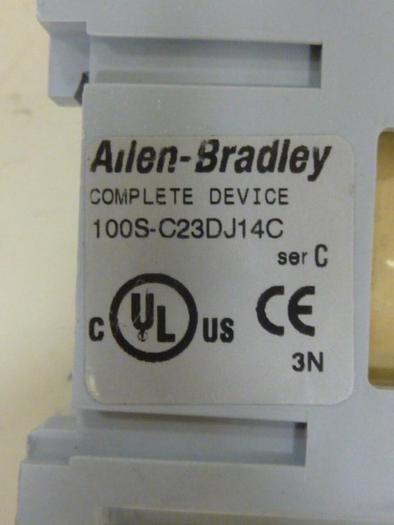 Allen-Bradley
COMPLETE DEVICE
100S-C23DJ14C
ser C
C UL US CE
3N